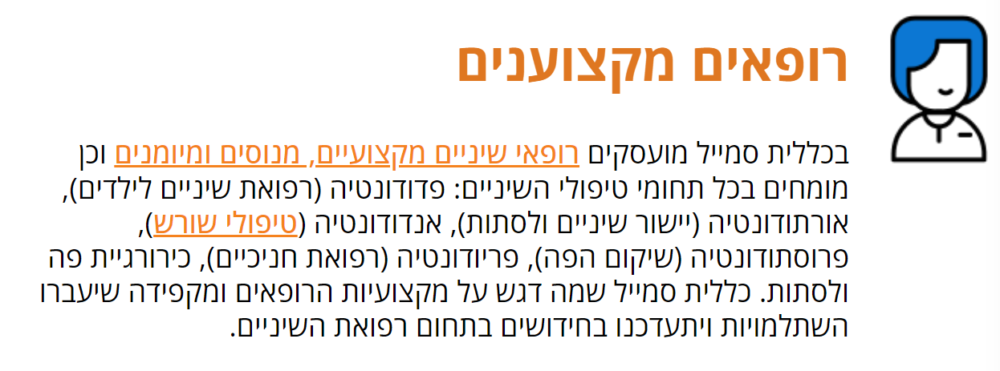 רופאים מקצוענים
בכללית סמייל מועסקים רופאי שיניים מקצועיים, מנוסים ומיומנים וכן
מומחים בכל תחומי טיפולי השיניים: פדודונטיה (רפואת שיניים לילדים),
אורתודונטיה (יישור שיניים ולסתות), אנדודונטיה (טיפולי שורש),
פרוסתודונטיה (שיקום הפה), פריודונטיה (רפואת חניכיים), כירורגיית פה
ולסתות. כללית סמייל שמה דגש על מקצועיות הרופאים ומקפידה שיעברו
השתלמויות ויתעדכנו בחידושים בתחום רפואת השיניים.